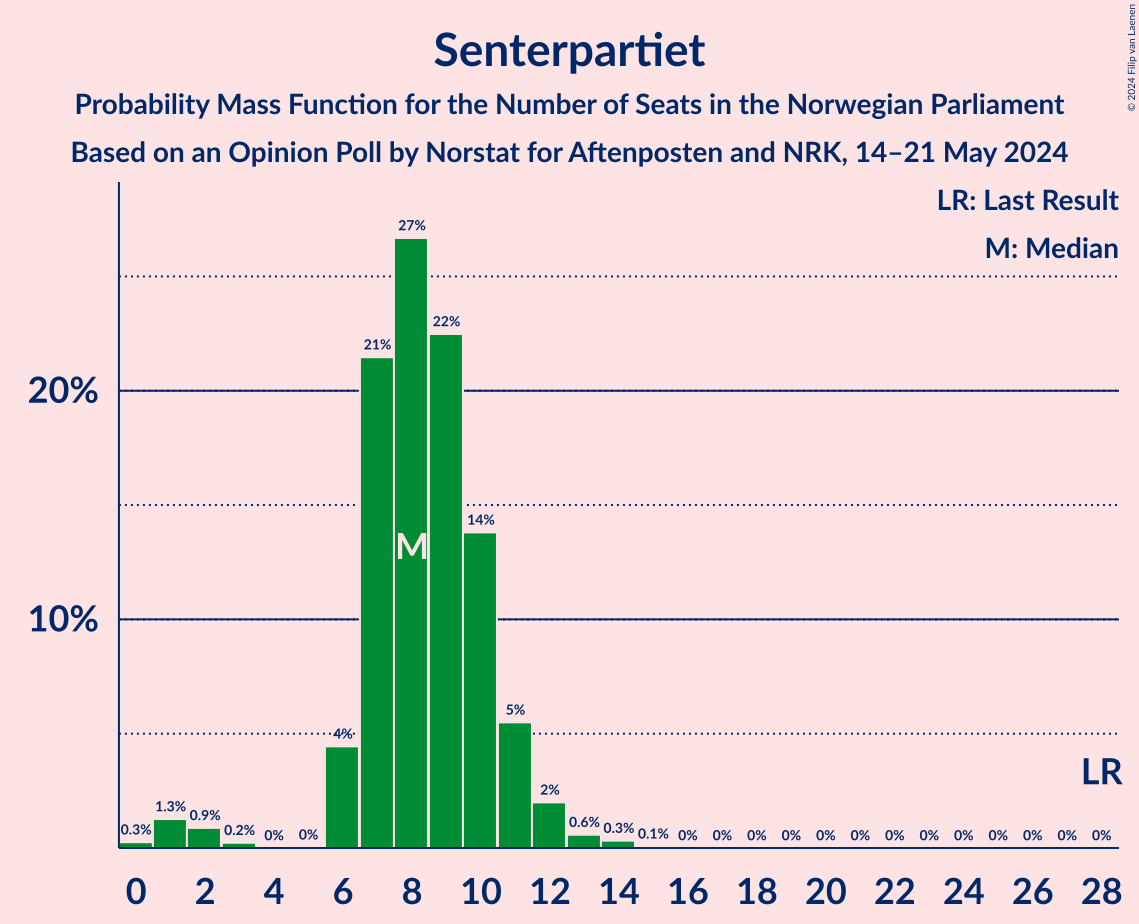 Senterpartiet
Probability Mass Function for the Number of Seats in the Norwegian Parliament
Based on an Opinion Poll by Norstat for Aftenposten and NRK, 14–21 May 2024
© 2024 Filip van Laenen
LR: Last Result
M: Median
20%
10%
0.3% 1.3% 0.9% 0.2% 0% 0% 4% 21% 27% 22% 14% 5% 2% 0.6% 0.3% 0.1% 0% 0% 0% 0% 0% 0% 0% 0% 0% 0% 0% 0% 0%
M
LR
0 2 4 6 8 10 12 14 16 18 20 22 24 26 28